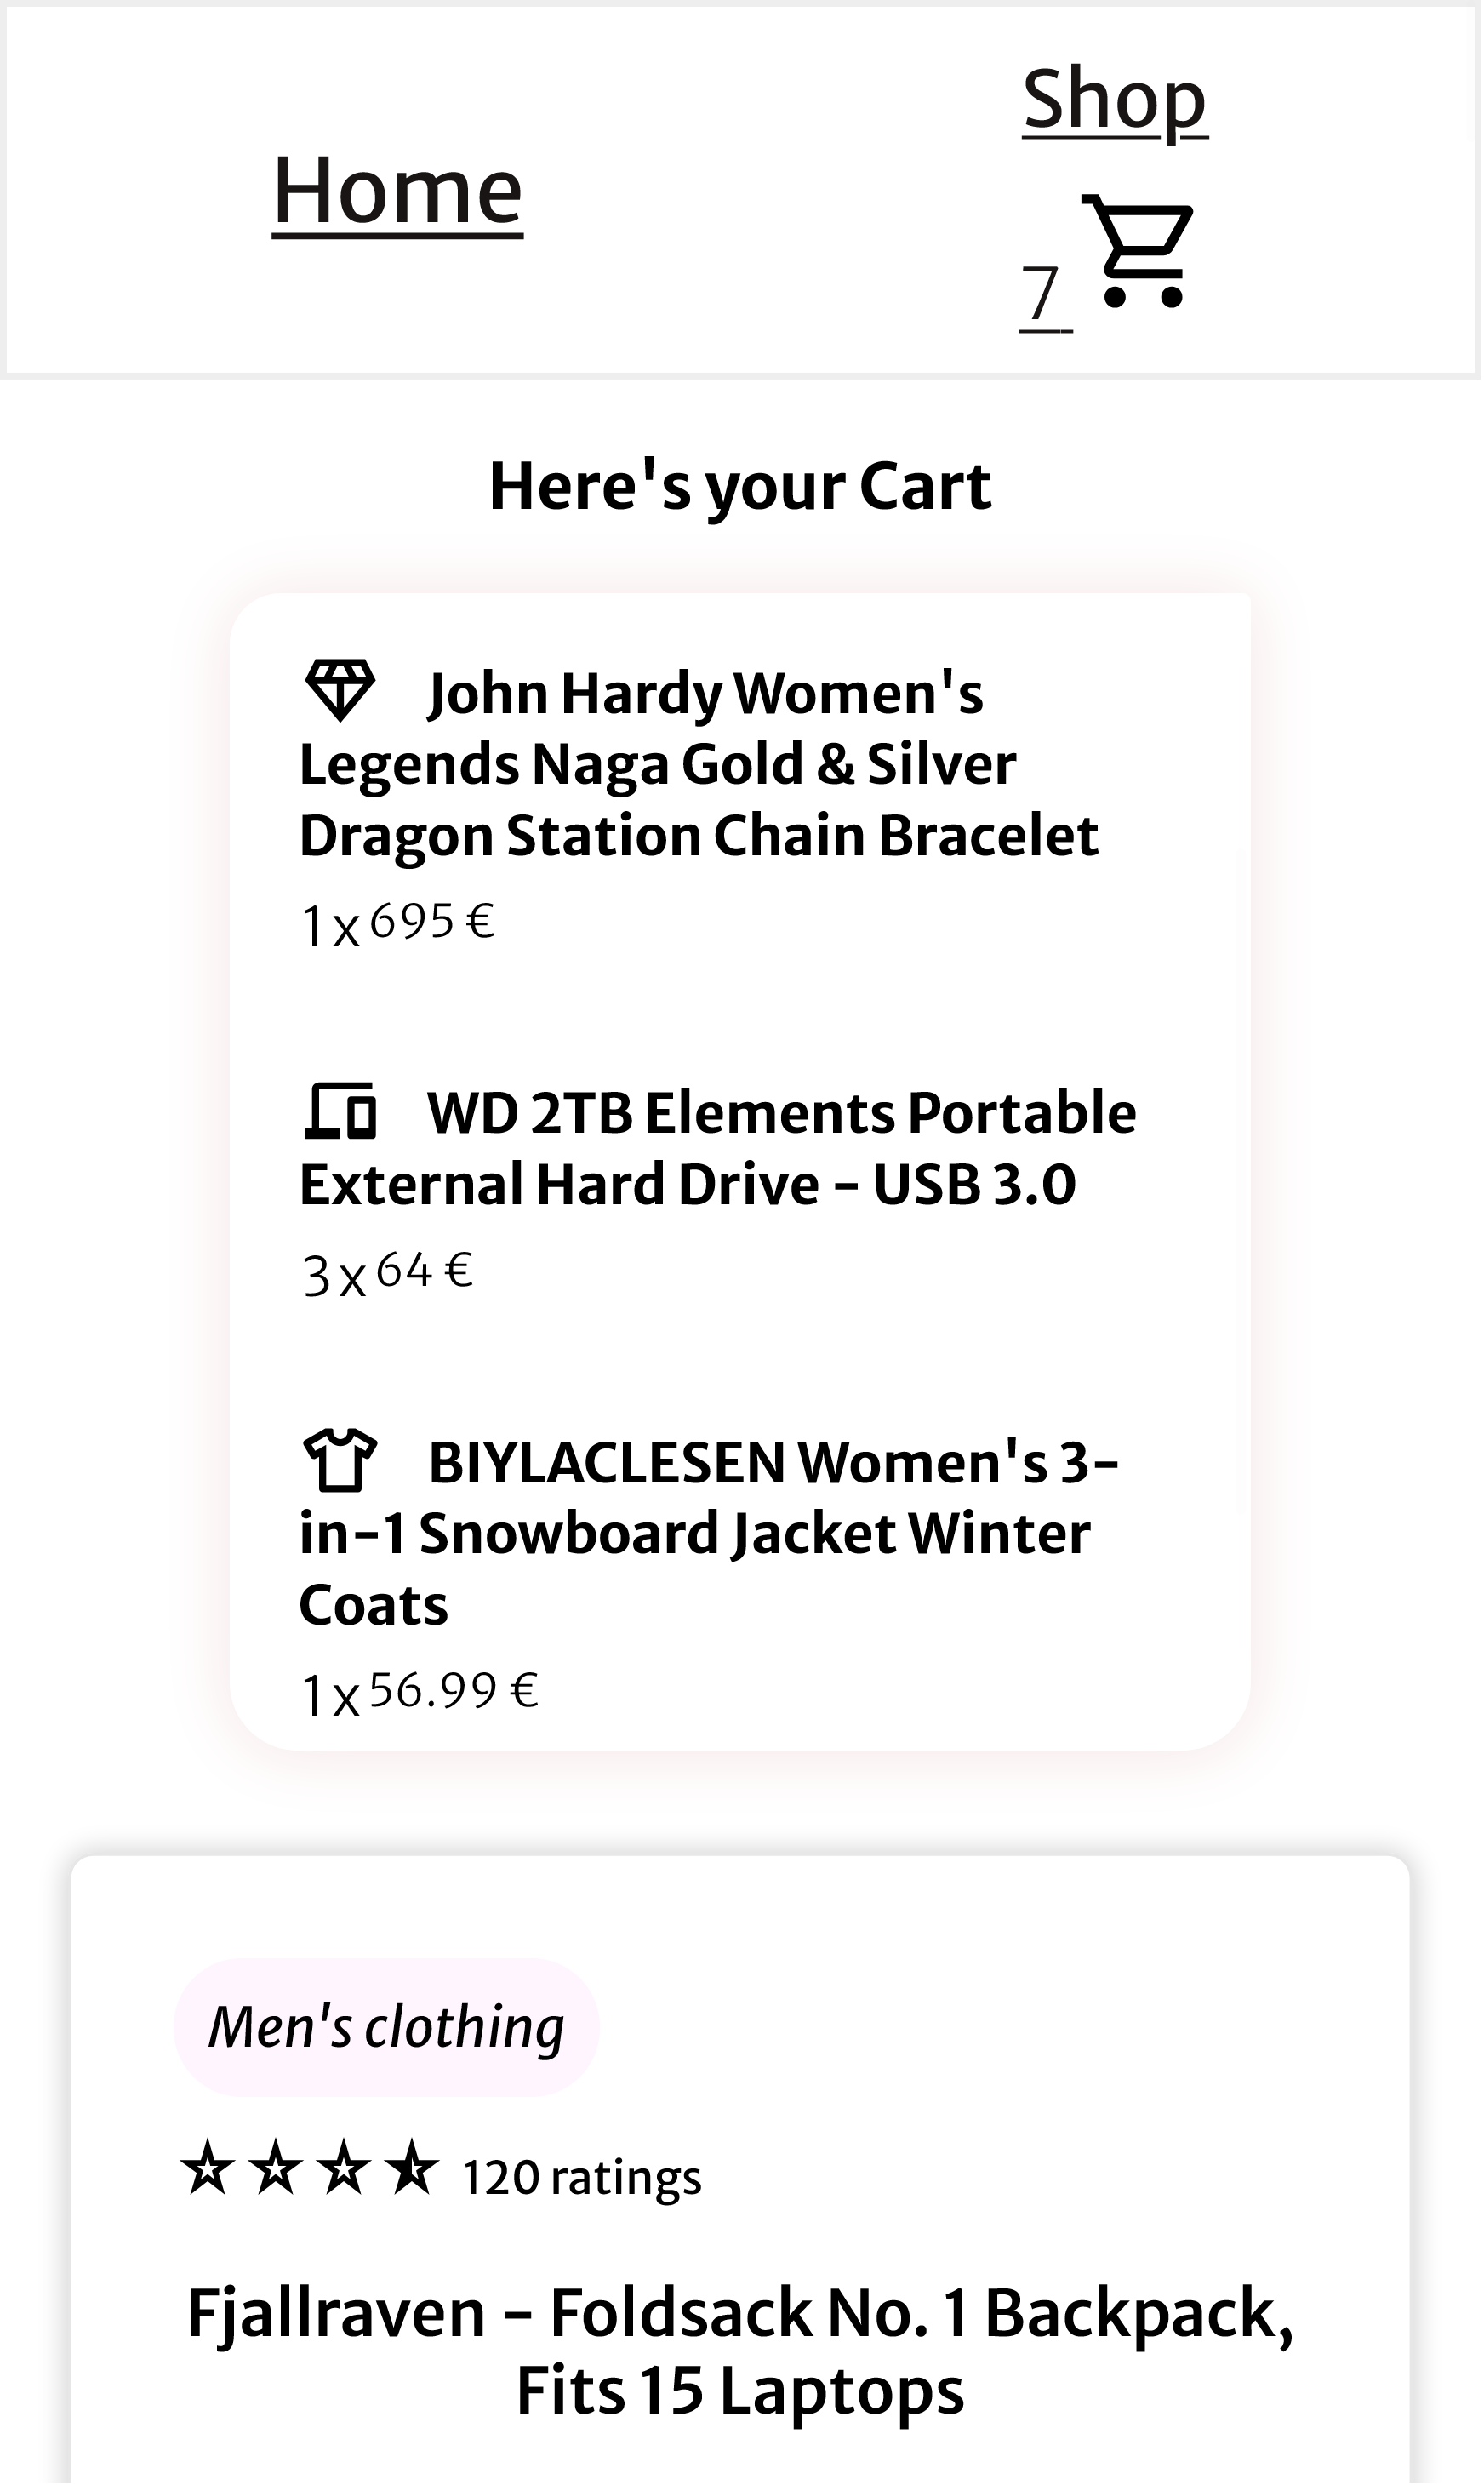 Home
Shop
7
Here's your Cart
John Hardy Women's
Legends Naga Gold & Silver
Dragon Station Chain Bracelet
1 x 695 €
WD 2TB Elements Portable
External Hard Drive - USB 3.0
3 x 64 €
BIYLACLESEN Women's 3-
in-1 Snowboard Jacket Winter
Coats
1 x 56.99 €
Men's clothing
120 ratings
Fjallraven - Foldsack No. 1 Backpack,
Fits 15 Laptops